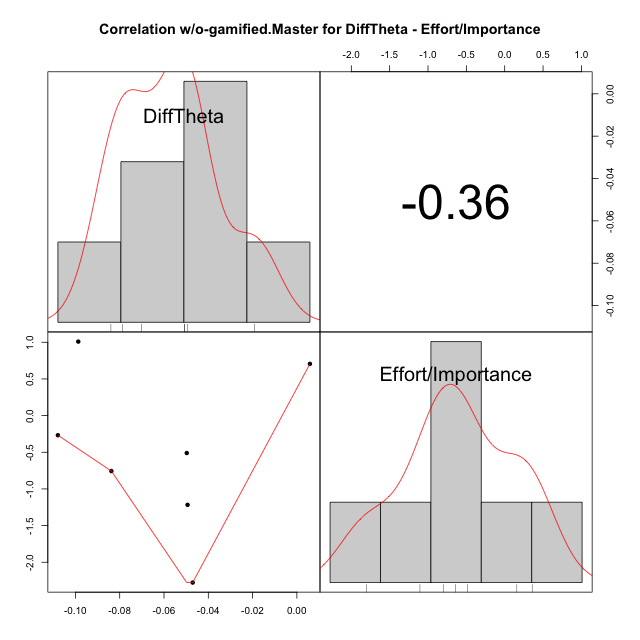 Correlation w/o-gamified.Master for DiffTheta - Effort/Importance
-2.0 -1.5 -1.0 -0.5 0.0 0.5 1.0
DiffTheta
-0.36
0.00
-0.02
-0.04
-0.06
-0.08
-0.10
1.0
0.5
0.0
-0.5
-1.0
-1.5
-2.0
Effort/Importance
-0.10 -0.08 -0.06 -0.04 -0.02 0.00